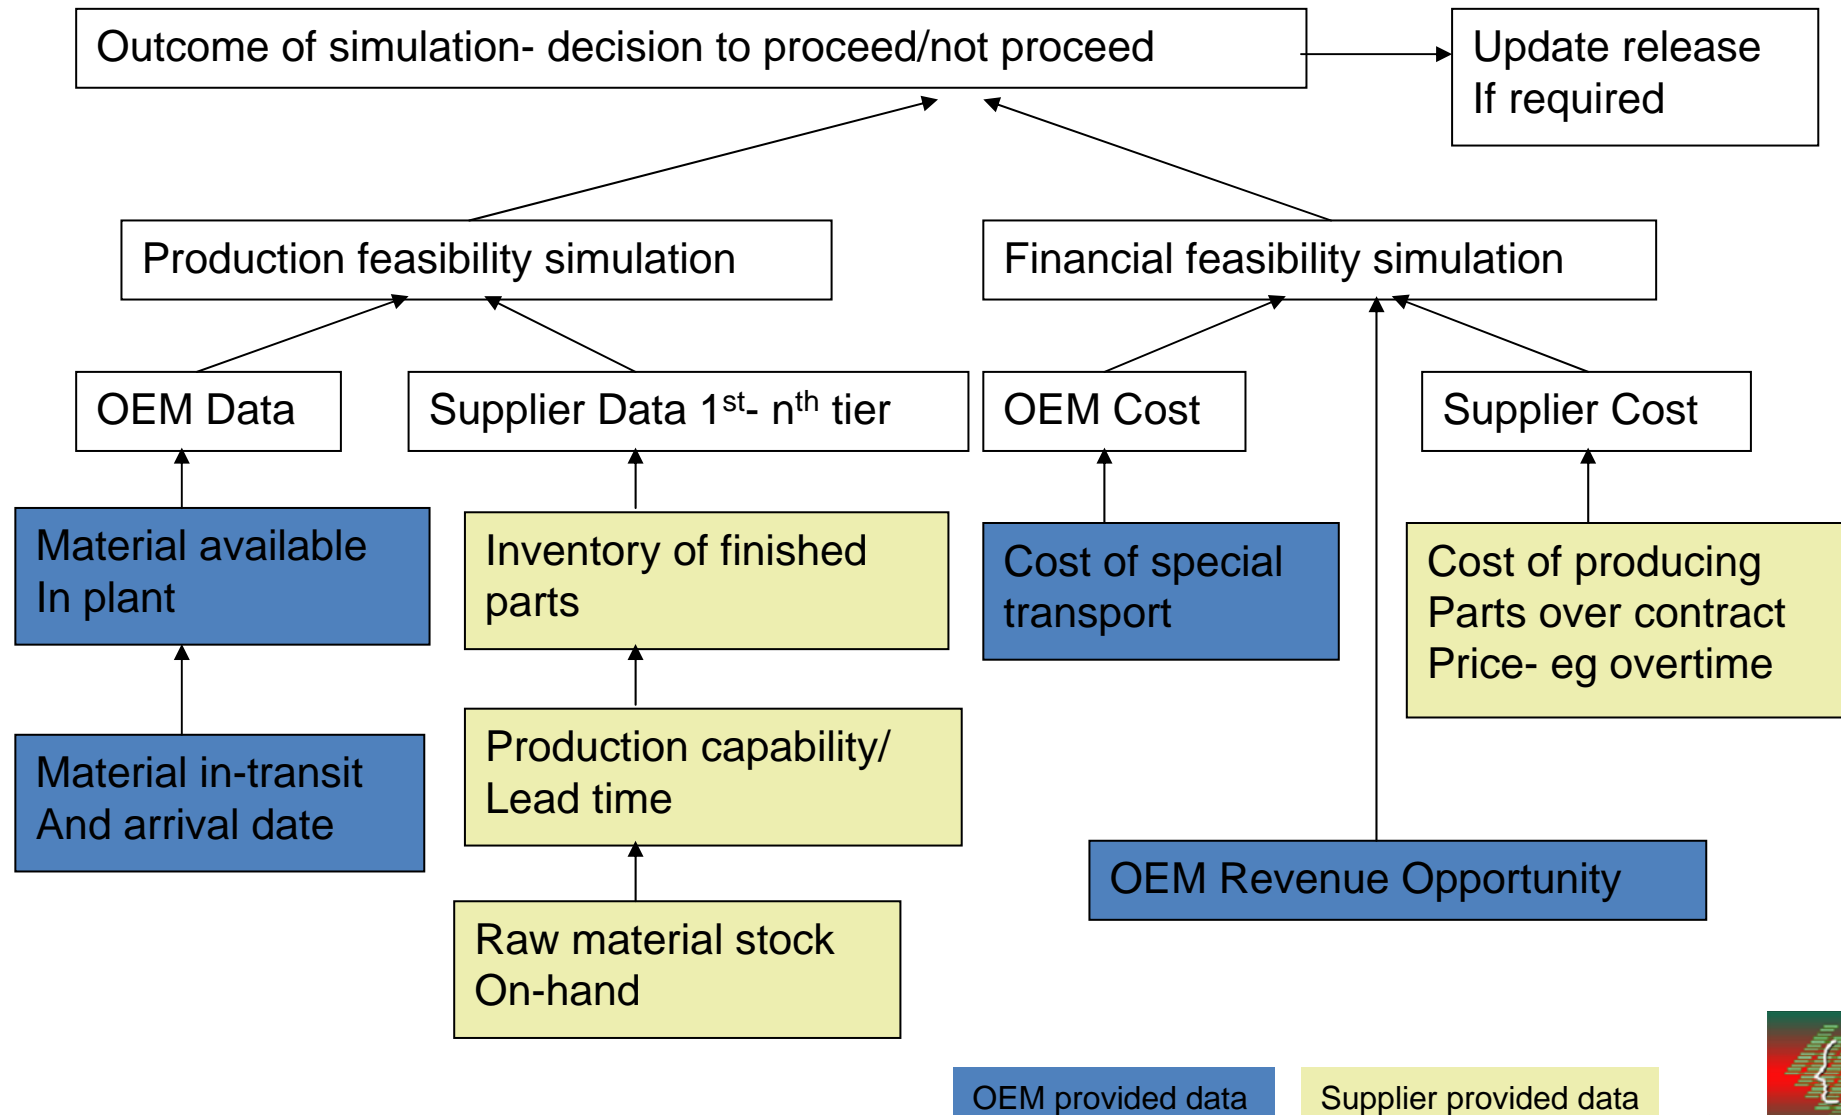 Outcome of simulation- decision to proceed/not proceed
Update release
If required
Production feasibility simulation
Financial feasibility simulation
OEM Data
Supplier Data 1st- nth tier
OEM Cost
Supplier Cost
Material available
In plant
Inventory of finished
parts
Cost of special
transport
Cost of producing
Parts over contract
Price- eg overtime
Material in-transit
And arrival date
Production capability/
Lead time
OEM Revenue Opportunity
Raw material stock
On-hand
OEM provided data
Supplier provided data